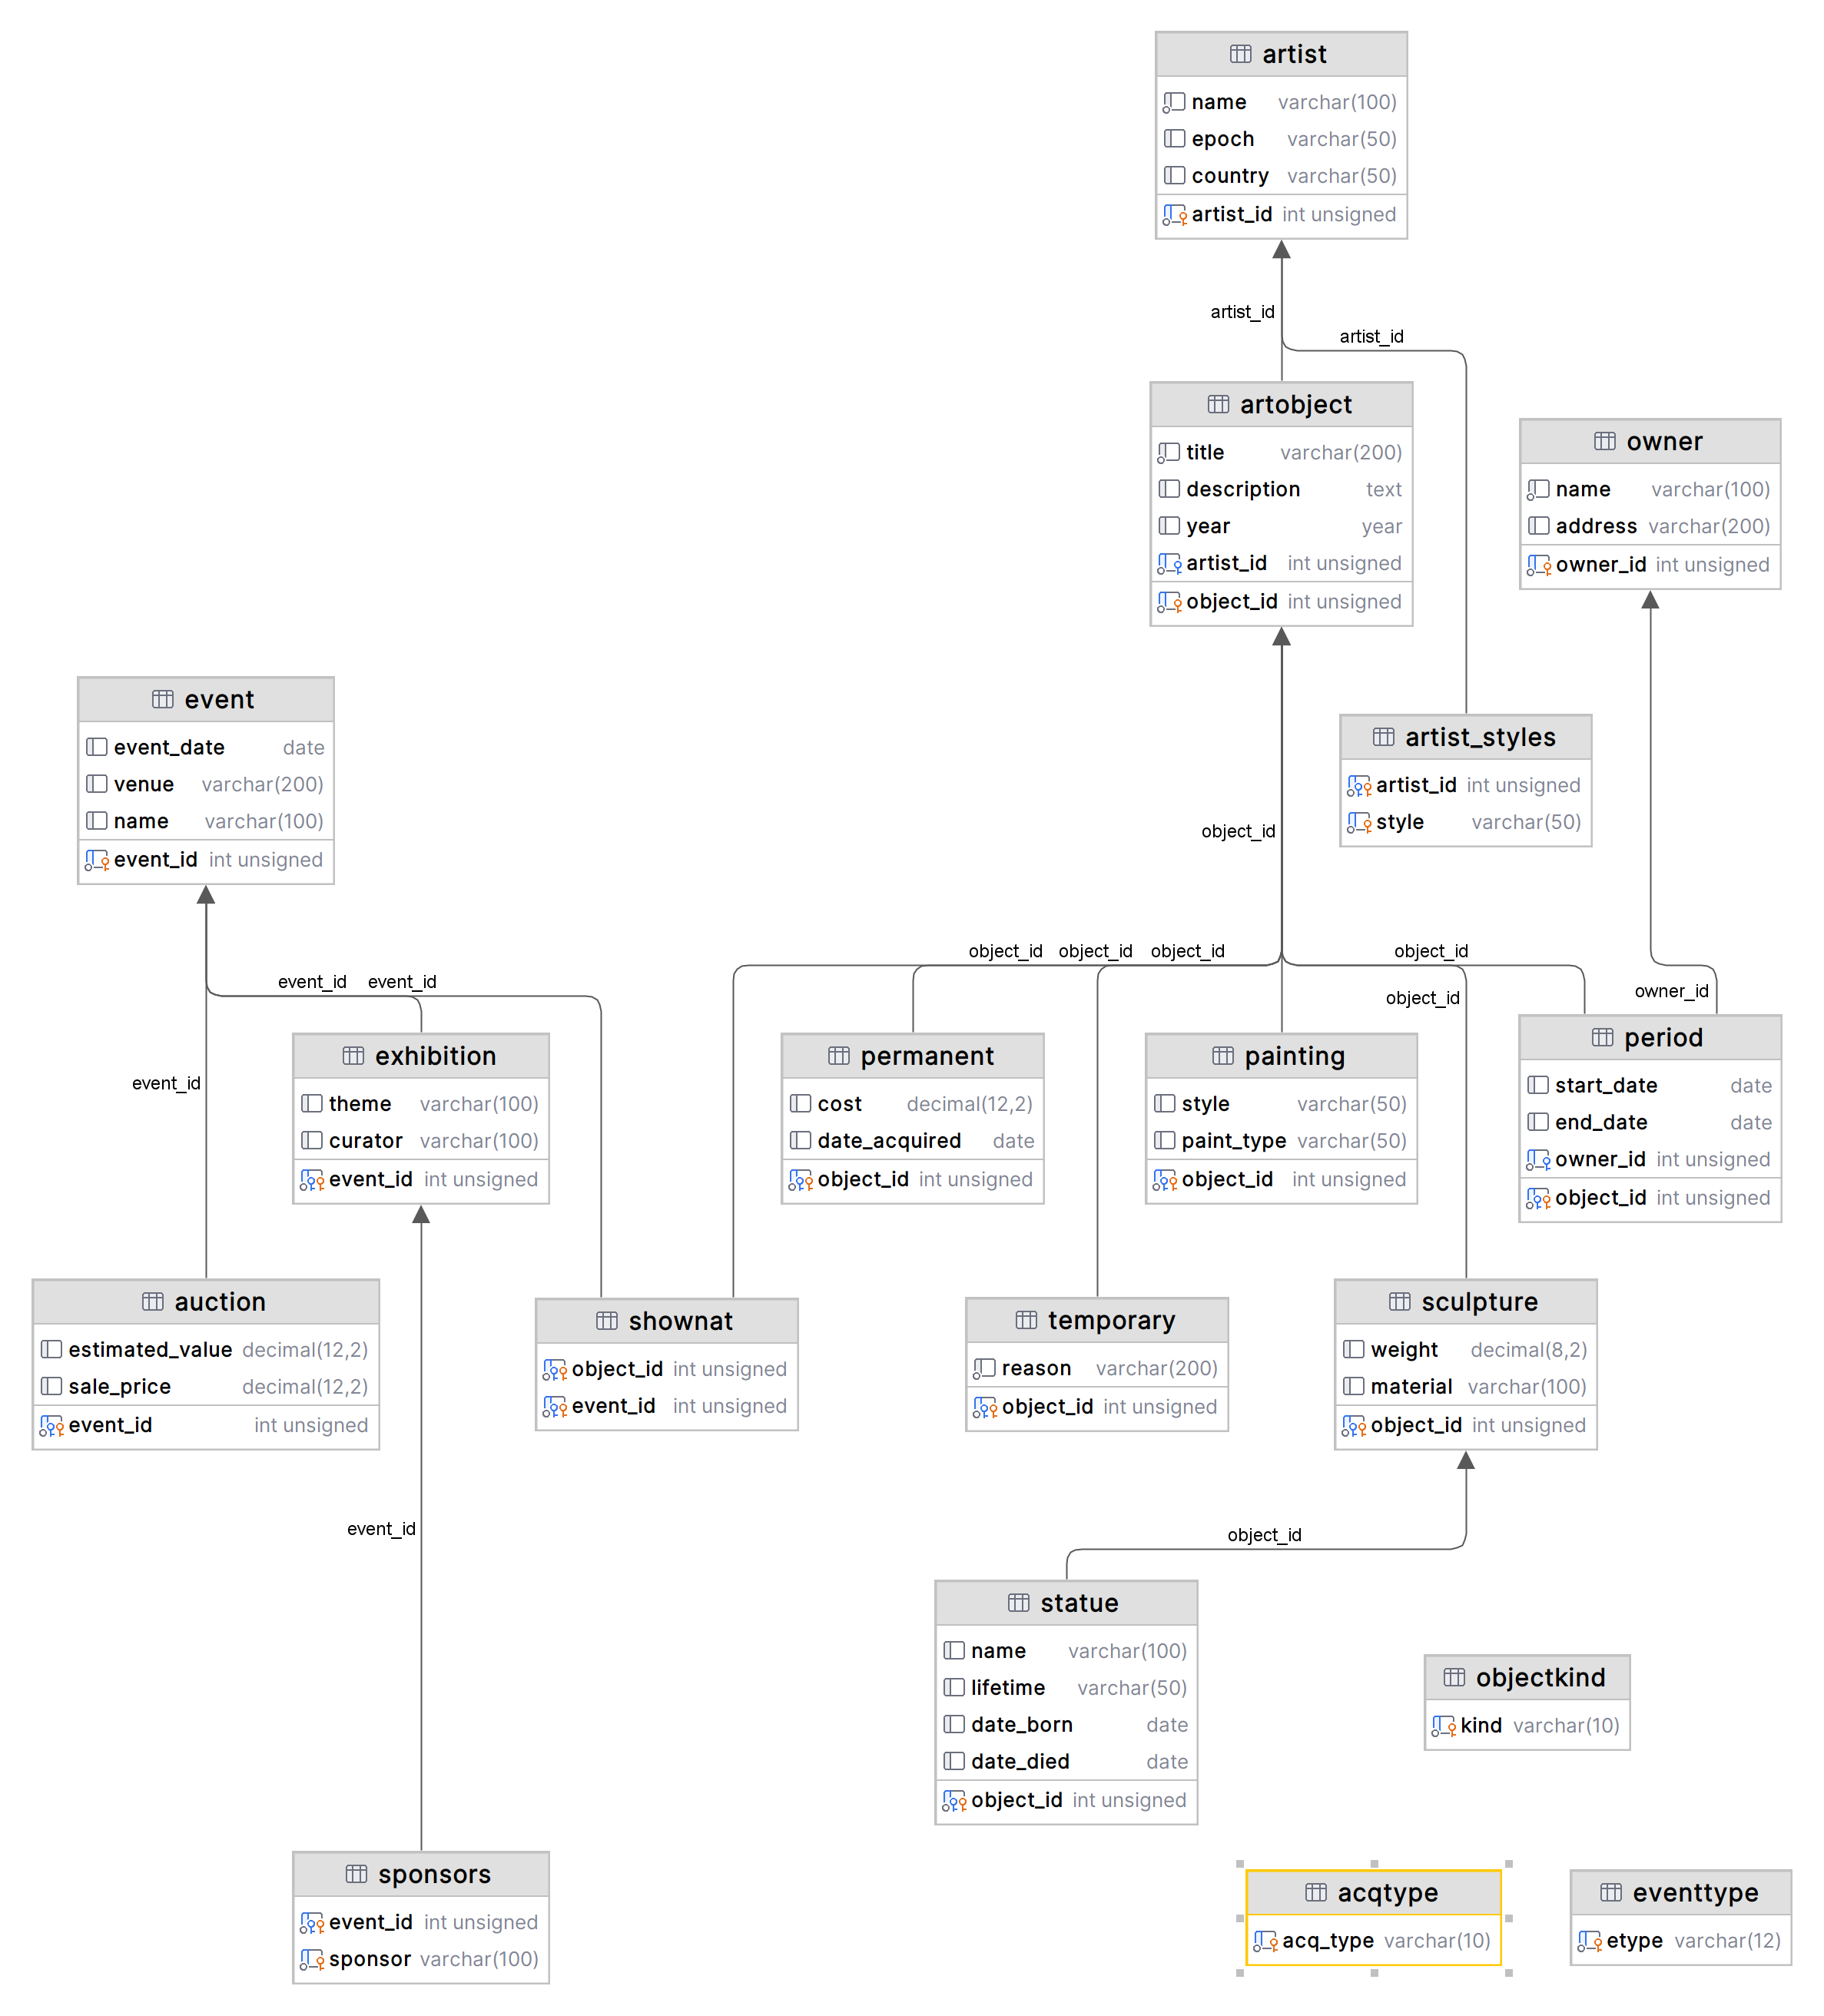 artist
name varchar(100)
epoch varchar(50)
country varchar(50)
artist_id int unsigned
artist_id
artist_id
artobject
title varchar(200)
description text
year year
artist_id int unsigned
object_id int unsigned
owner
name varchar(100)
address varchar(200)
owner_id int unsigned
event
event_date date
venue varchar(200)
name varchar(100)
event_id int unsigned
artist_styles
artist_id int unsigned
style varchar(50)
object_id
object_id object_id object_id object_id
event_id event_id
object_id
owner_id
exhibition
theme varchar(100)
curator varchar(100)
event_id int unsigned
permanent
cost decimal(12,2)
date_acquired date
object_id int unsigned
painting
style varchar(50)
paint_type varchar(50)
object_id int unsigned
period
start_date date
end_date date
owner_id int unsigned
object_id int unsigned
event_id
auction
estimated_value decimal(12,2)
sale_price decimal(12,2)
event_id int unsigned
shownat
object_id int unsigned
event_id int unsigned
temporary
reason varchar(200)
object_id int unsigned
sculpture
weight decimal(8,2)
material varchar(100)
object_id int unsigned
event_id
object_id
statue
name varchar(100)
lifetime varchar(50)
date_born date
date_died date
object_id int unsigned
objectkind
kind varchar(10)
sponsors
event_id int unsigned
sponsor varchar(100)
acqtype
acq_type varchar(10)
eventtype
etype varchar(12)